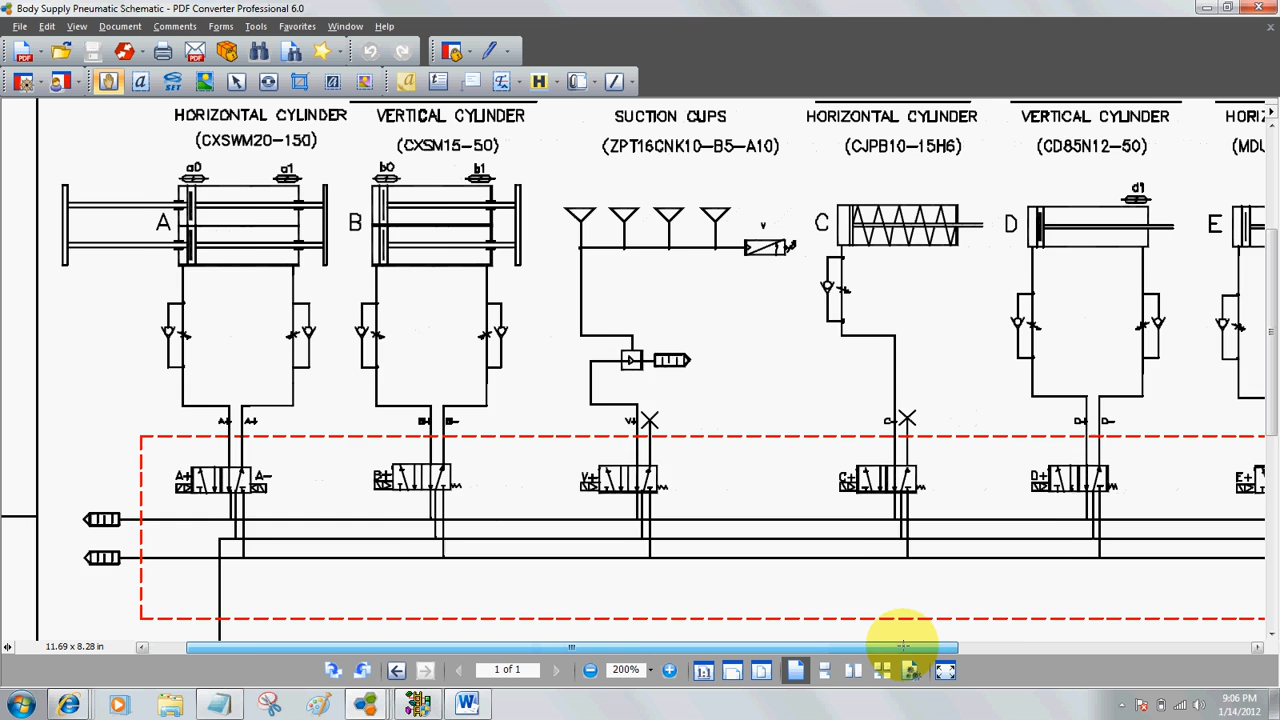 Body Supply Pneumatic Schematic - PDF Converter Professional 6.0
File Edit View Document Comments Forms Tools Favorites Window Help
HORIZONTAL CYLINDER VERTICAL CYLINDER SUCTION CUPS HORIZONTAL CYLINDER VERTICAL CYLINDER HORI
(CXSWM20-150) (CXSM15-50) (ZPT16CNK10-B5-A10) (CJPB10-15H6) (CD85N12-50) (MDU
a0 a1 b0 b1 d1
A B V C D E
A+ A- B+ V+ C+ D+ E+
11.69 x 8.28 in
1 of 1 200%
9:06 PM
1/14/2012